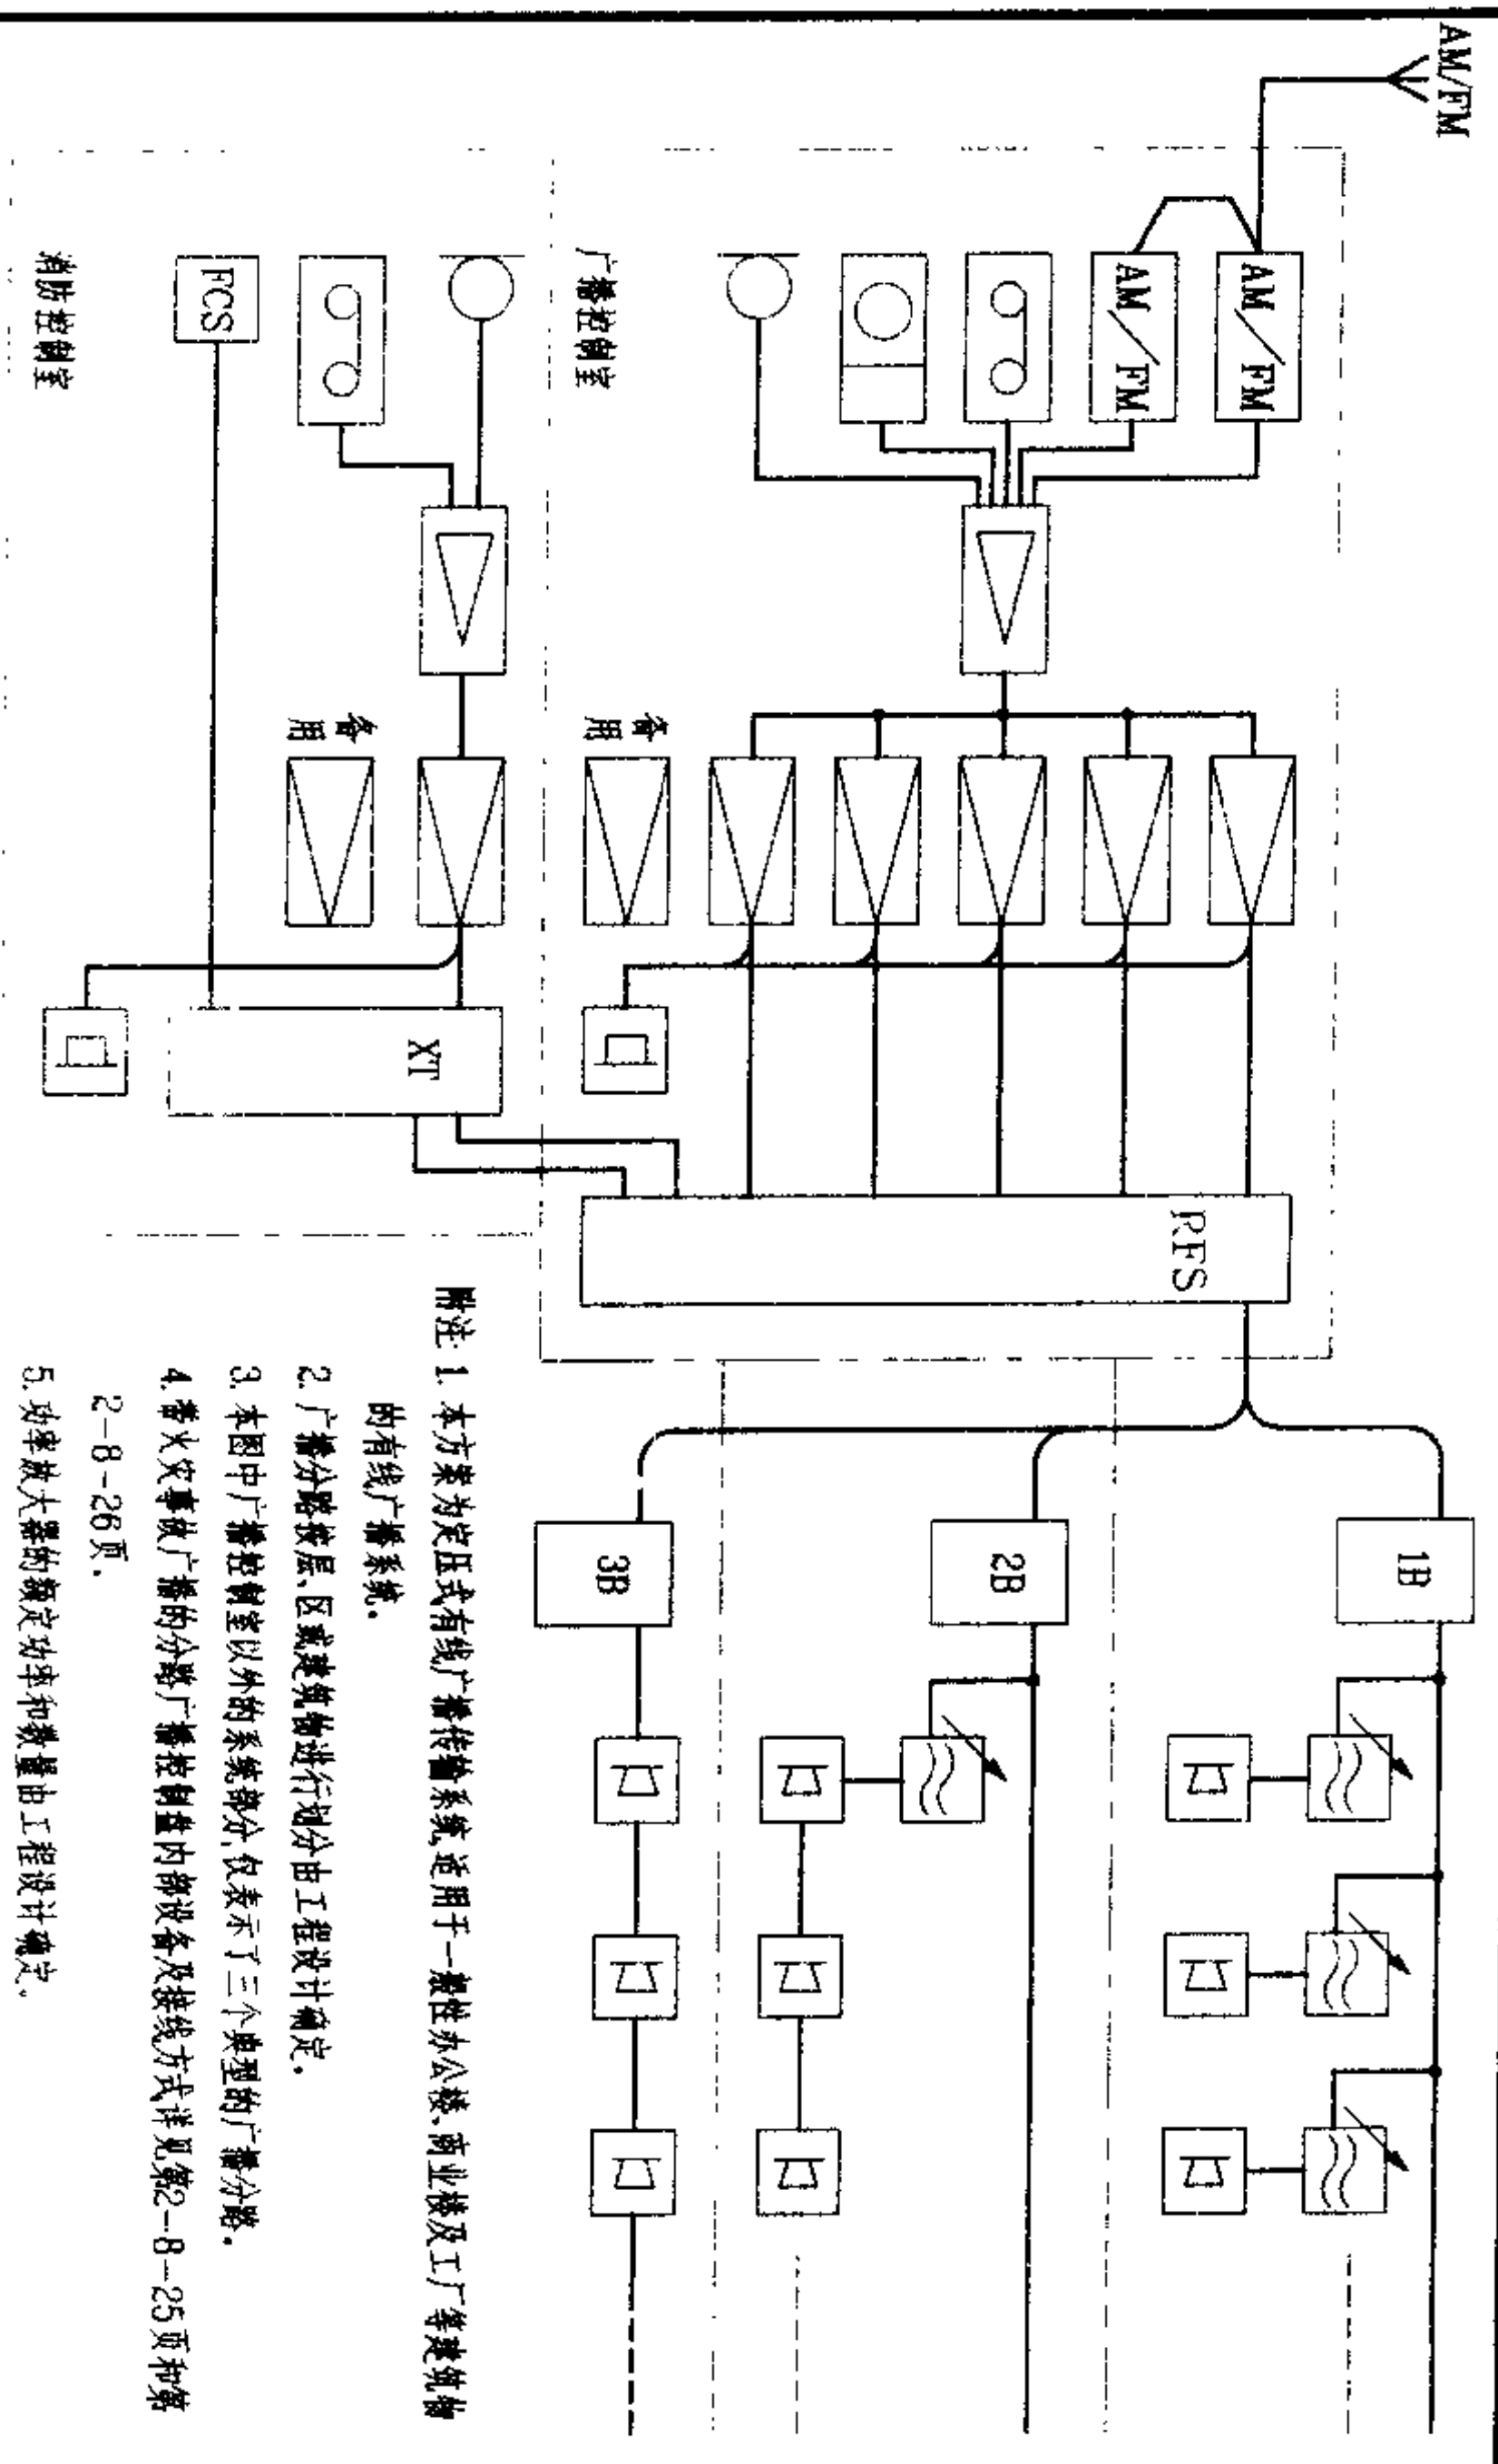 AM/FM
AM/FM
AM/FM
广播控制室
备用
RFS
FCS
消防控制室
备用
XT
1B
2B
3B
附注: 1. 本方案为定压式有线广播传输系统,适用于一般性办公楼、商业楼及工厂等建筑物
的有线广播系统。
2. 广播分路按层、区或建筑物进行划分由工程设计确定。
3. 本图中广播控制室以外的系统部分,仅表示了三个典型的广播分路。
4. 着火灾事故广播的分路广播控制盘内部设备及接线方式详见第2-8-25页和第
2-8-26页。
5. 功率放大器的额定功率和数量由工程设计确定。